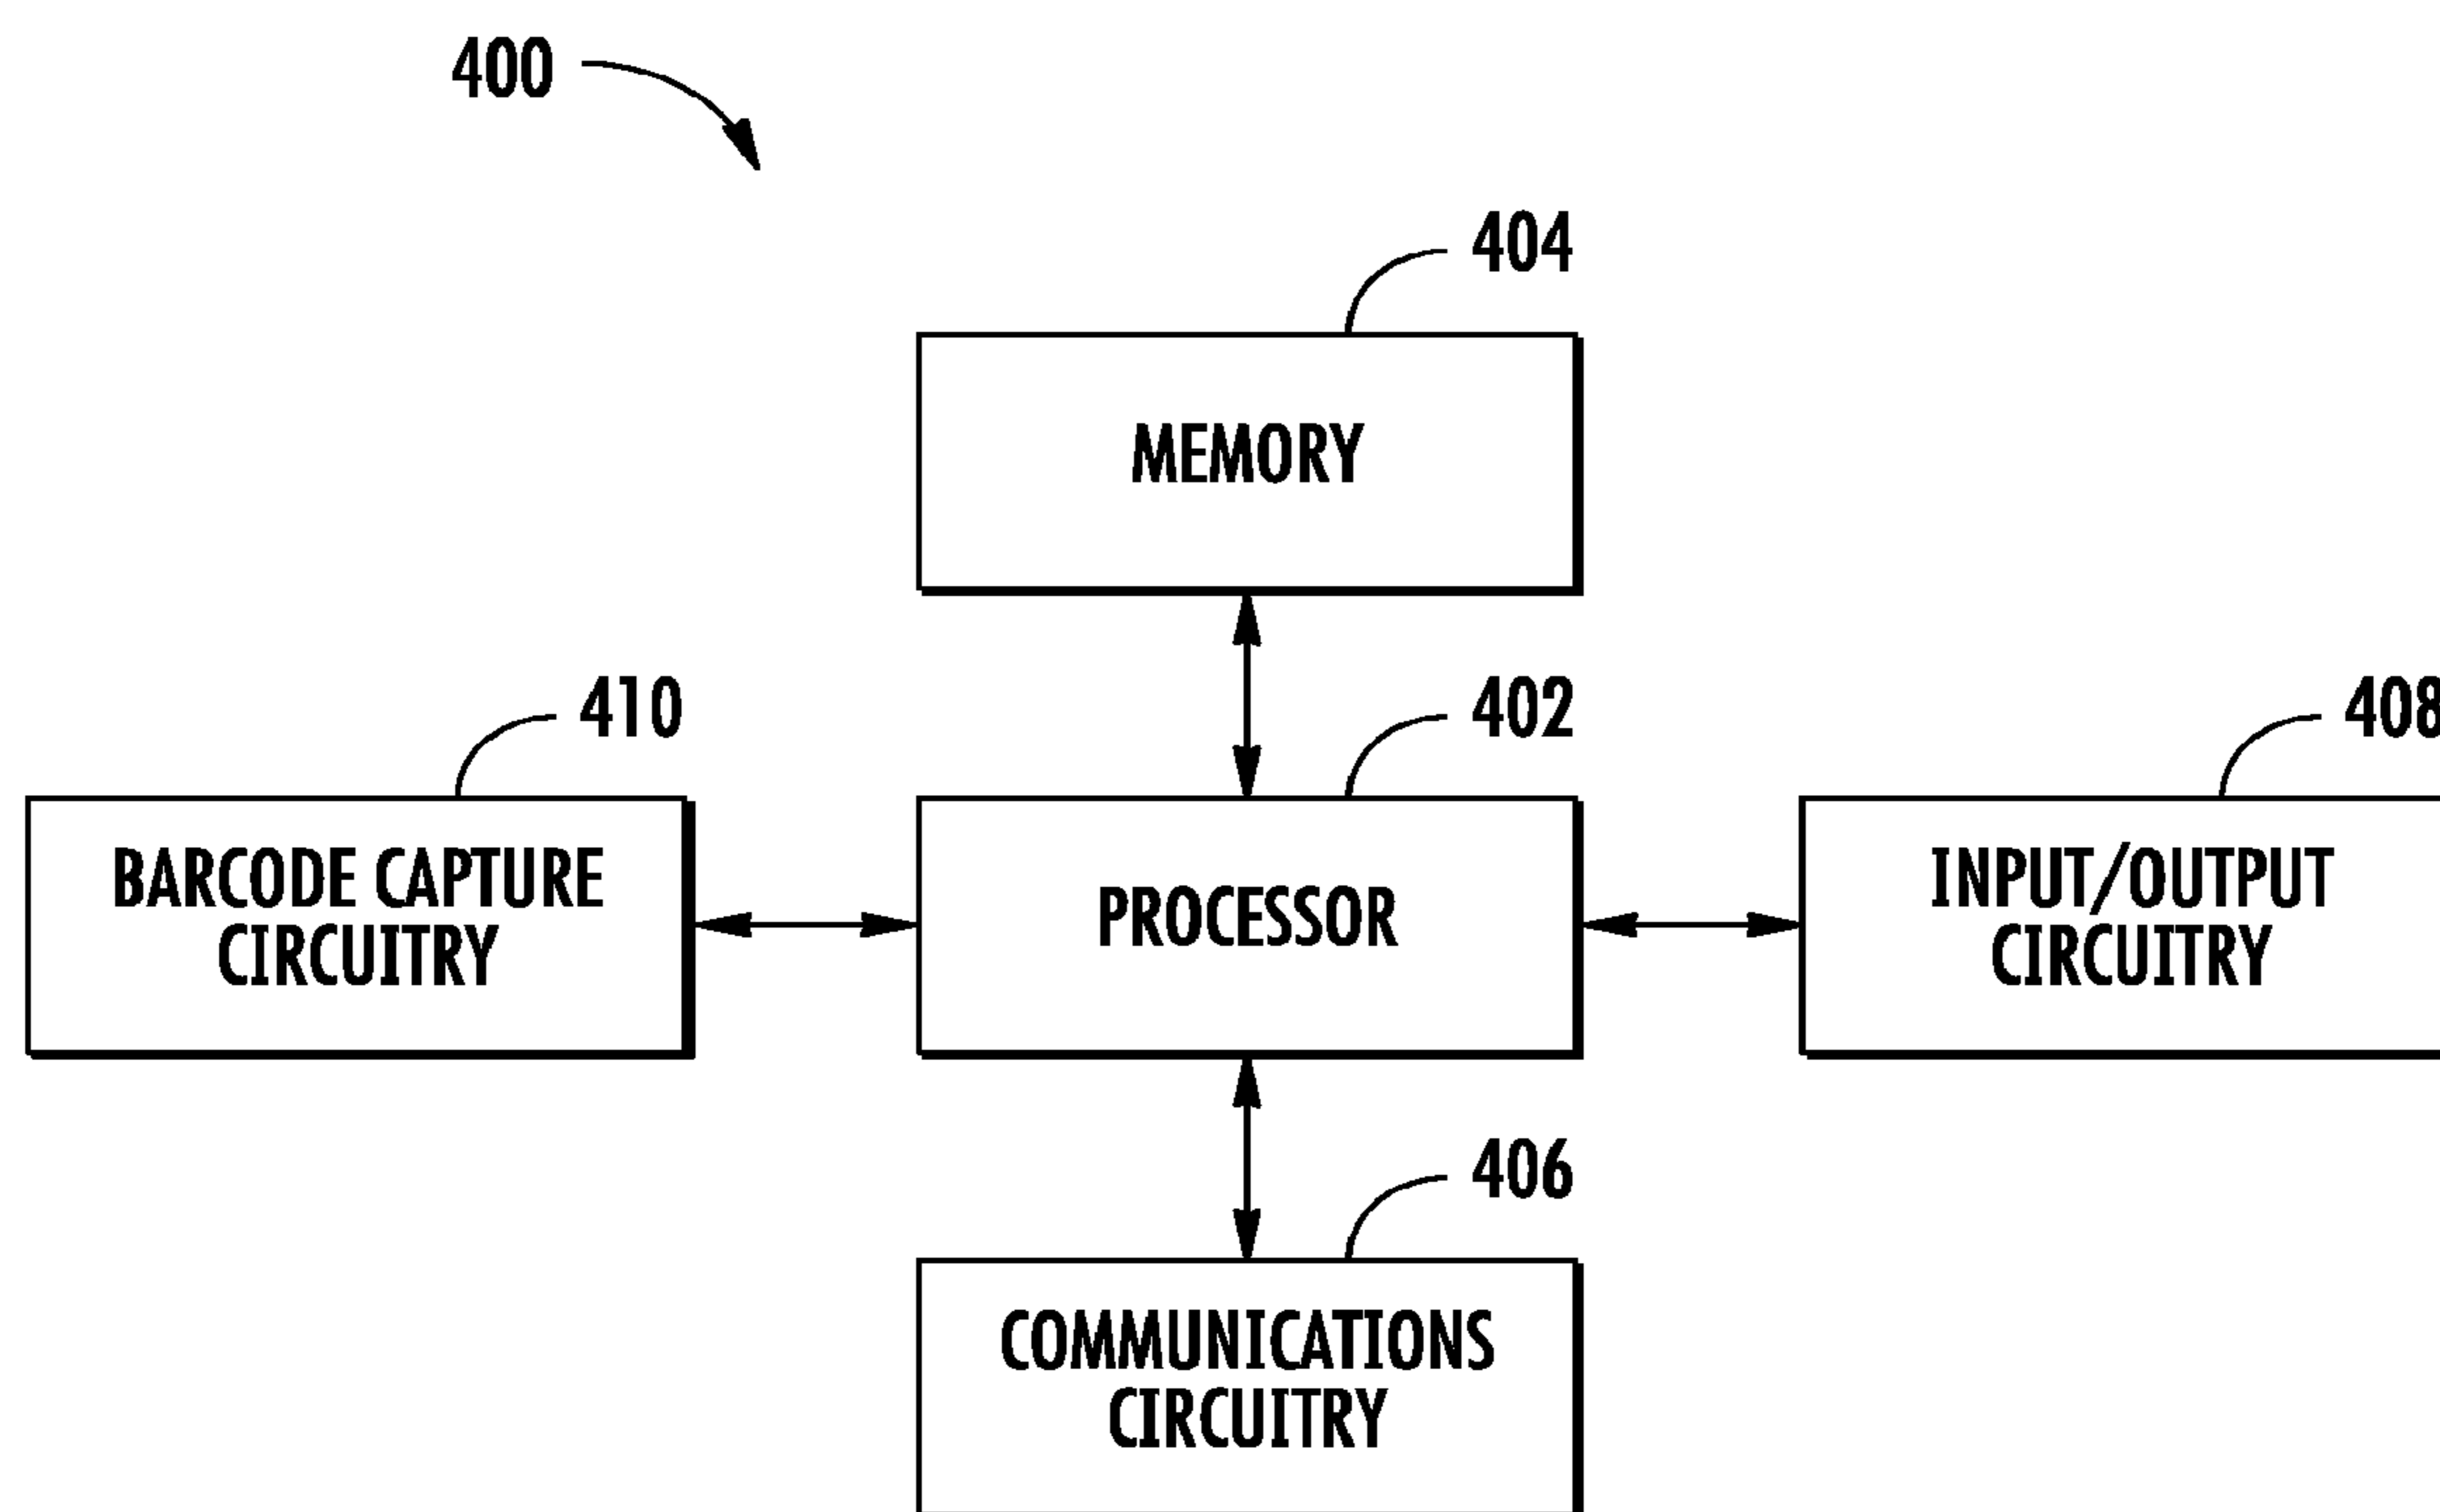 400
404
MEMORY
410
402
408
BARCODE CAPTURE
CIRCUITRY
PROCESSOR
INPUT/OUTPUT
CIRCUITRY
406
COMMUNICATIONS
CIRCUITRY